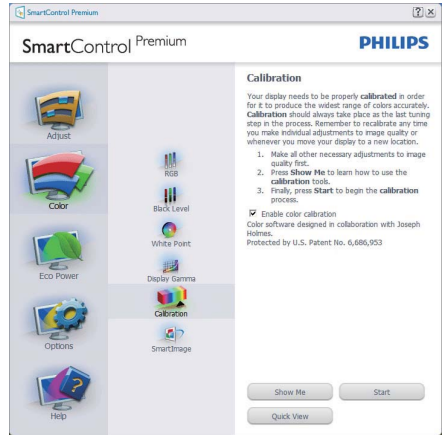 SmartControl Premium
SmartControl Premium
PHILIPS
Adjust
Color
Eco Power
Options
Help
RGB
Black Level
White Point
Display Gamma
Calibration
SmartImage
Calibration
Your display needs to be properly calibrated in order
for it to produce the widest range of colors accurately.
Calibration should always take place as the last tuning
step in the process. Remember to recalibrate any time
you make individual adjustments to image quality or
whenever you move your display to a new location.
1. Make all other necessary adjustments to image
quality first.
2. Press Show Me to learn how to use the
calibration tools.
3. Finally, press Start to begin the calibration
process.
Enable color calibration
Color software designed in collaboration with Joseph
Holmes.
Protected by U.S. Patent No. 6,686,953
Show Me
Start
Quick View